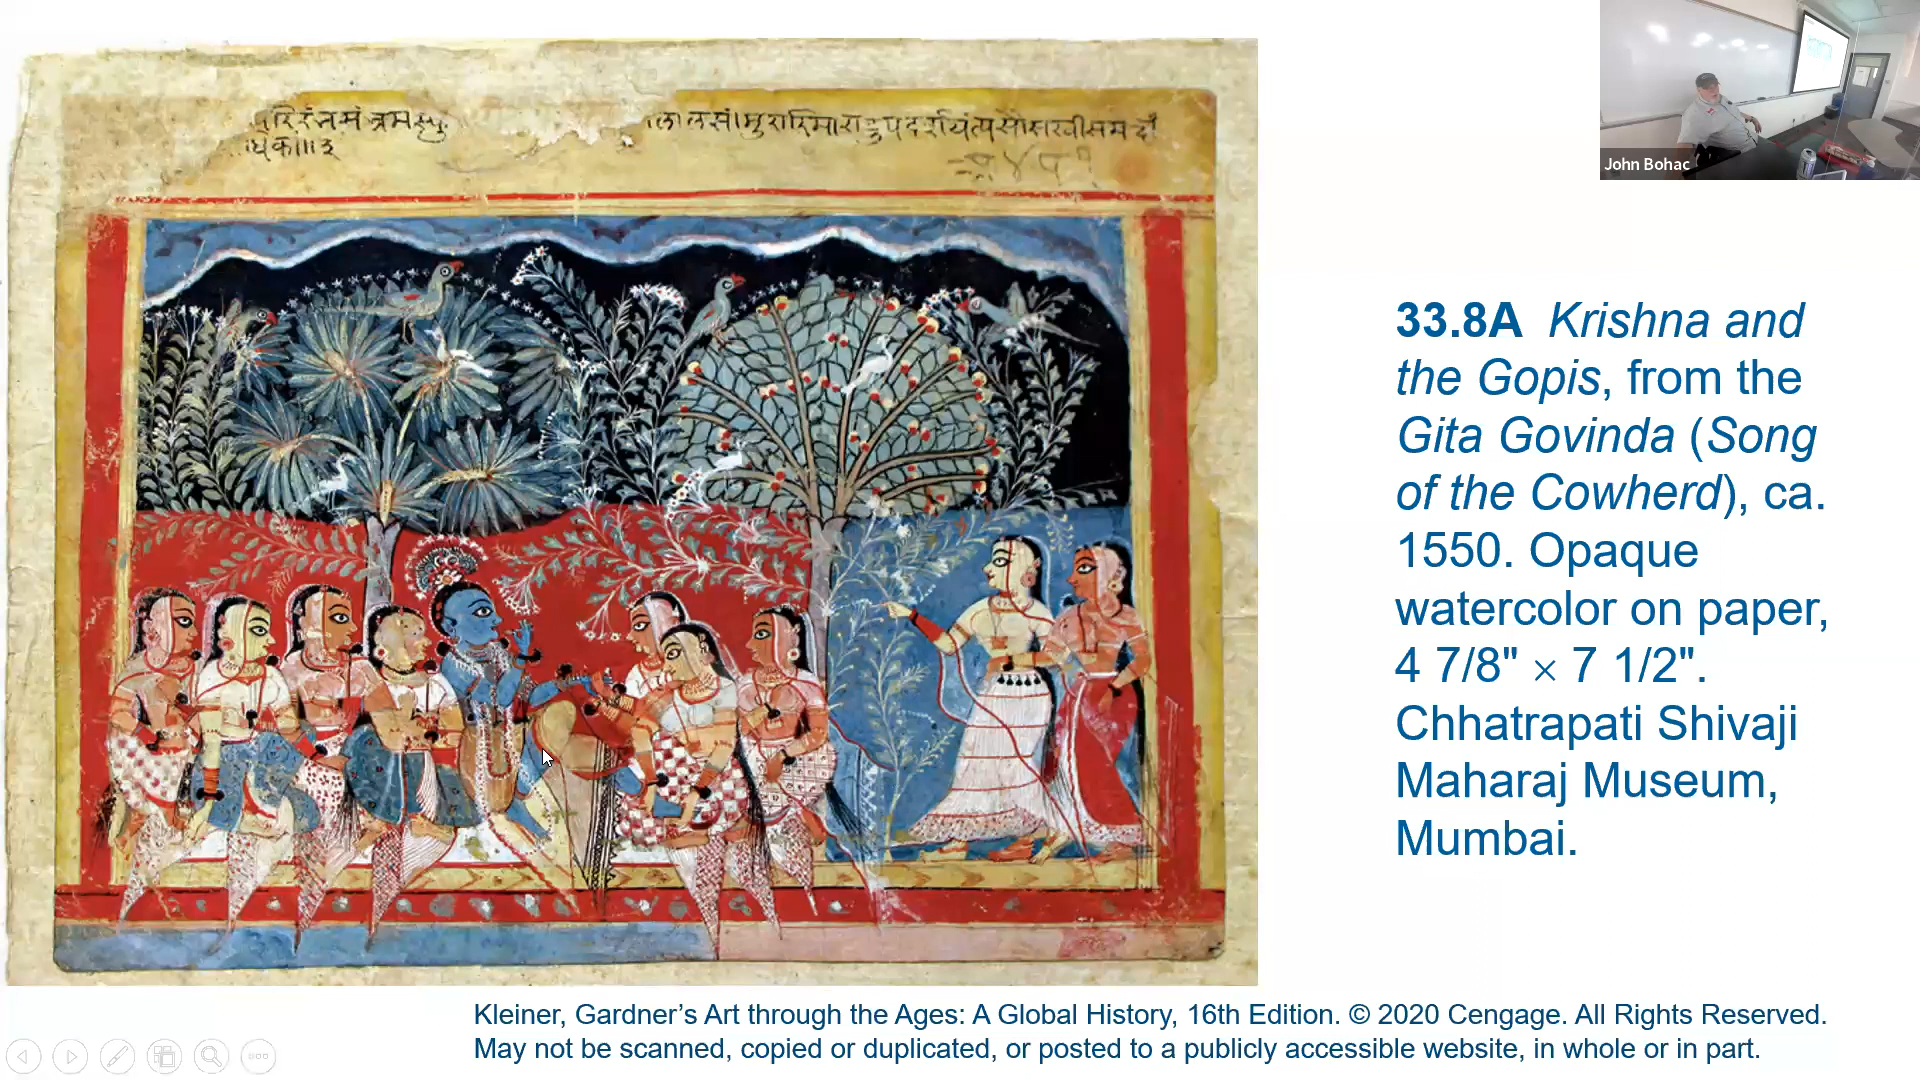 33.8A Krishna and
the Gopis, from the
Gita Govinda (Song
of the Cowherd), ca.
1550. Opaque
watercolor on paper,
4 7/8" × 7 1/2".
Chhatrapati Shivaji
Maharaj Museum,
Mumbai.
John Bohac
Kleiner, Gardner’s Art through the Ages: A Global History, 16th Edition. © 2020 Cengage. All Rights Reserved.
May not be scanned, copied or duplicated, or posted to a publicly accessible website, in whole or in part.